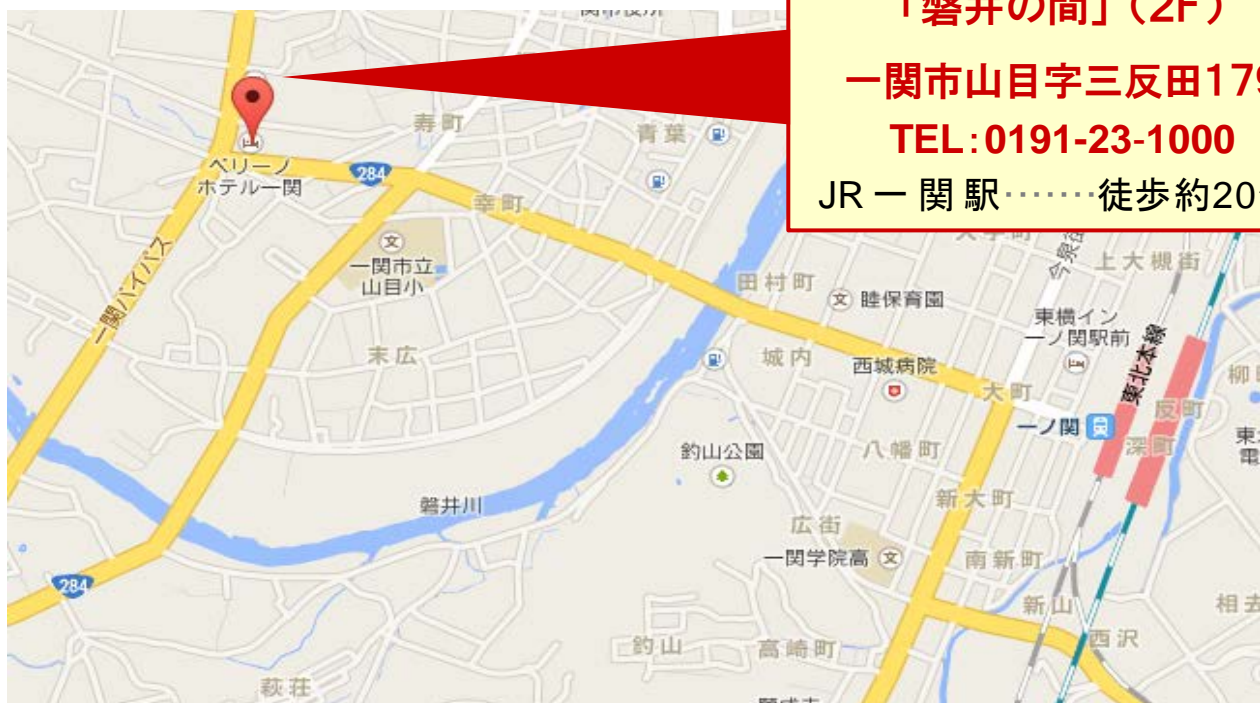 「磐井の間」（2F）
一関市山目字三反田179
TEL：0191-23-1000
JR 一 関 駅‥‥‥‥徒歩約20
寿町
青葉
284
ベリーノ
ホテル一関
幸町
一関市立
山目小
一関バイパス
上大槻街
田村町
睦保育園
東横イン
一ノ関駅前
東北本線
末広
城内
西城病院
大町
反町
一ノ関
深町
釣山公園
八幡町
磐井川
新大町
広街
一関学院高
南新町
284
新山
相去
西沢
釣山
高崎町
萩荘